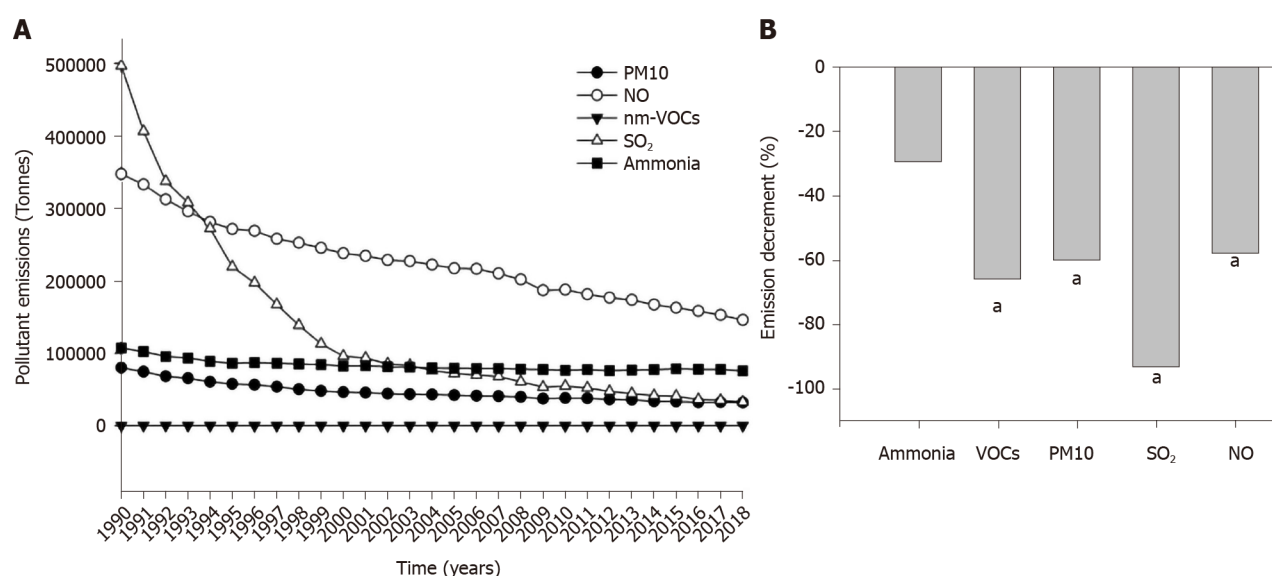 A
Pollutant emissions (Tonnes)
500000
400000
300000
200000
100000
0
PM10
NO
nm-VOCs
SO₂
Ammonia
1990
1991
1992
1993
1994
1995
1996
1997
1998
1999
2000
2001
2002
2003
2004
2005
2006
2007
2008
2009
2010
2011
2012
2013
2014
2015
2016
2017
2018
Time (years)
B
Emission decrement (%)
0
-20
-40
-60
-80
-100
a
a
a
a
Ammonia
VOCs
PM10
SO₂
NO